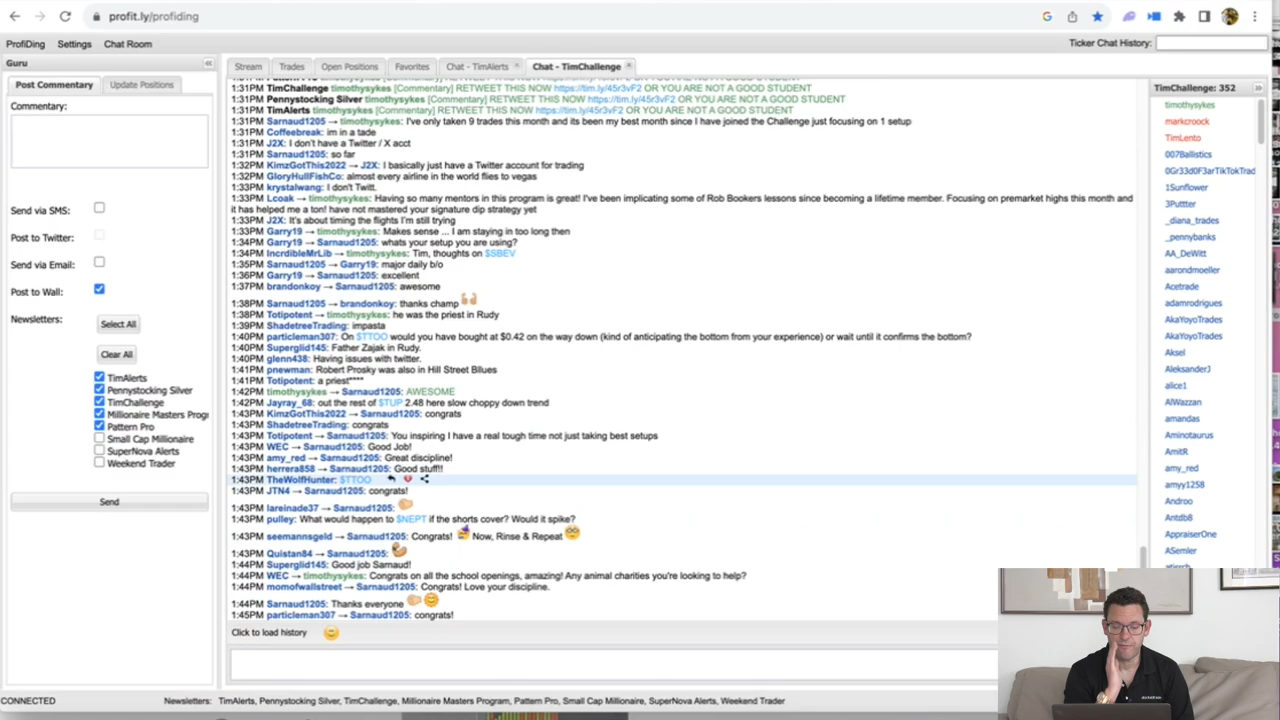 profit.ly/profiding
ProfiDing Settings Chat Room Ticker Chat History:
Guru
Post Commentary Update Positions
Commentary:
Send via SMS:
Post to Twitter:
Send via Email:
Post to Wall:
Newsletters: Select All
Clear All
TimAlerts
Pennystocking Silver
TimChallenge
Millionaire Masters Progr
Pattern Pro
Small Cap Millionaire
SuperNova Alerts
Weekend Trader
Send
Stream Trades Open Positions Favorites Chat - TimAlerts Chat - TimChallenge
1:31PM TimChallenge timothysykes [Commentary] RETWEET THIS NOW https://tim.ly/45r3vF2 OR YOU ARE NOT A GOOD STUDENT
1:31PM Pennystocking Silver timothysykes [Commentary] RETWEET THIS NOW https://tim.ly/45r3vF2 OR YOU ARE NOT A GOOD STUDENT
1:31PM TimAlerts timothysykes [Commentary] RETWEET THIS NOW https://tim.ly/45r3vF2 OR YOU ARE NOT A GOOD STUDENT
1:31PM Sarnaud1205 → timothysykes: I've only taken 9 trades this month and its been my best month since I have joined the Challenge just focusing on 1 setup
1:31PM Coffeebreak: im in a tade
1:31PM J2X: I don't have a Twitter / X acct
1:31PM Sarnaud1205: so far
1:32PM KimzGotThis2022 → J2X: I basically just have a Twitter account for trading
1:32PM GloryHullFishCo: almost every airline in the world flies to vegas
1:33PM krystalwang: I don't Twitt.
1:33PM Lcoak → timothysykes: Having so many mentors in this program is great! I've been implicating some of Rob Bookers lessons since becoming a lifetime member. Focusing on premarket highs this month and
it has helped me a ton! have not mastered your signature dip strategy yet
1:33PM J2X: It's about timing the flights I'm still trying
1:33PM Garry19 → timothysykes: Makes sense ... I am staying in too long then
1:34PM Garry19 → Sarnaud1205: whats your setup you are using?
1:34PM IncrdibleMrLib → timothysykes: Tim, thoughts on $SBEV
1:35PM Sarnaud1205 → Garry19: major daily b/o
1:36PM Garry19 → Sarnaud1205: excellent
1:37PM brandonkoy → Sarnaud1205: awesome
1:38PM Sarnaud1205 → brandonkoy: thanks champ 🙌
1:38PM Totipotent → timothysykes: he was the priest in Rudy
1:39PM ShadetreeTrading: impasta
1:40PM particleman307: On $TTOO would you have bought at $0.42 on the way down (kind of anticipating the bottom from your experience) or wait until it confirms the bottom?
1:40PM Superglid145: Father Zajak in Rudy.
1:40PM glenn438: Having issues with twitter.
1:41PM pnewman: Robert Prosky was also in Hill Street Bllues
1:41PM Totipotent: a priest****
1:42PM timothysykes → Sarnaud1205: AWESOME
1:42PM Jayray_68: out the rest of $TUP 2.48 here slow choppy down trend
1:43PM KimzGotThis2022 → Sarnaud1205: congrats
1:43PM ShadetreeTrading: congrats
1:43PM Totipotent → Sarnaud1205: You inspiring I have a real tough time not just taking best setups
1:43PM WEC → Sarnaud1205: Good Job!
1:43PM amy_red → Sarnaud1205: Great discipline!
1:43PM herrera858 → Sarnaud1205: Good stuff!!
1:43PM TheWolfHunter: $TTOO
1:43PM JTN4 → Sarnaud1205: congrats!
1:43PM lareinade37 → Sarnaud1205:
1:43PM pulley: What would happen to $NEPT if the shorts cover? Would it spike?
1:43PM seemannsgeld → Sarnaud1205: Congrats! Now, Rinse & Repeat
1:43PM Quistan84 → Sarnaud1205: 💪
1:44PM Superglid145: Good job Sarnaud!
1:44PM WEC → timothysykes: Congrats on all the school openings, amazing! Any animal charities you're looking to help?
1:44PM momofwallstreet → Sarnaud1205: Congrats! Love your discipline.
1:44PM Sarnaud1205: Thanks everyone
1:45PM particleman307 → Sarnaud1205: congrats!
Click to load history
TimChallenge: 352
timothysykes
markcroock
TimLento
007Ballistics
0Gr33d0F3arTikTokTrad
1Sunflower
3Puttter
_diana_trades
_pennybanks
AA_DeWitt
aarondmoeller
Acetrade
adamrodrigues
AkaYoyoTrades
AkaYoyoTrades
Aksel
AleksanderJ
alice1
AlWazzan
amandas
Aminotaurus
AmitR
amy_red
amyy1258
Androo
Antdb8
AppraiserOne
ASemler
CONNECTED Newsletters: TimAlerts, Pennystocking Silver, TimChallenge, Millionaire Masters Program, Pattern Pro, Small Cap Millionaire, SuperNova Alerts, Weekend Trader